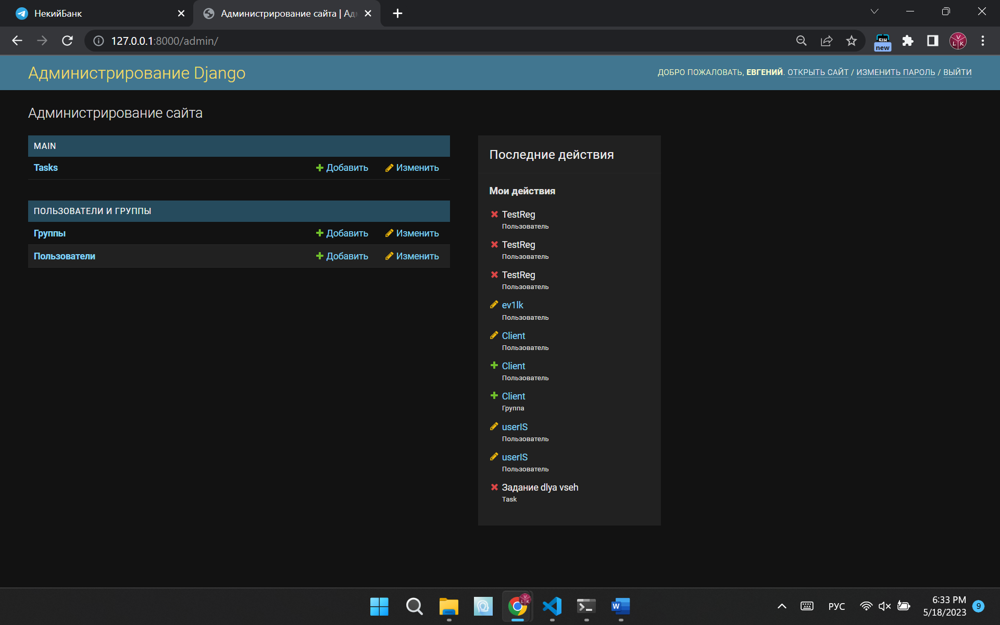 НекийБанк
Администрирование сайта | Ад
127.0.0.1:8000/admin/
new
Администрирование Django
ДОБРО ПОЖАЛОВАТЬ, ЕВГЕНИЙ. ОТКРЫТЬ САЙТ / ИЗМЕНИТЬ ПАРОЛЬ / ВЫЙТИ
Администрирование сайта
MAIN
Tasks Добавить Изменить
ПОЛЬЗОВАТЕЛИ И ГРУППЫ
Группы Добавить Изменить
Пользователи Добавить Изменить
Последние действия
Мои действия
TestReg
Пользователь
TestReg
Пользователь
TestReg
Пользователь
ev1lk
Пользователь
Client
Пользователь
Client
Пользователь
Client
Группа
userIS
Пользователь
userIS
Пользователь
Задание dlya vseh
Task
РУС
6:33 PM
5/18/2023
9